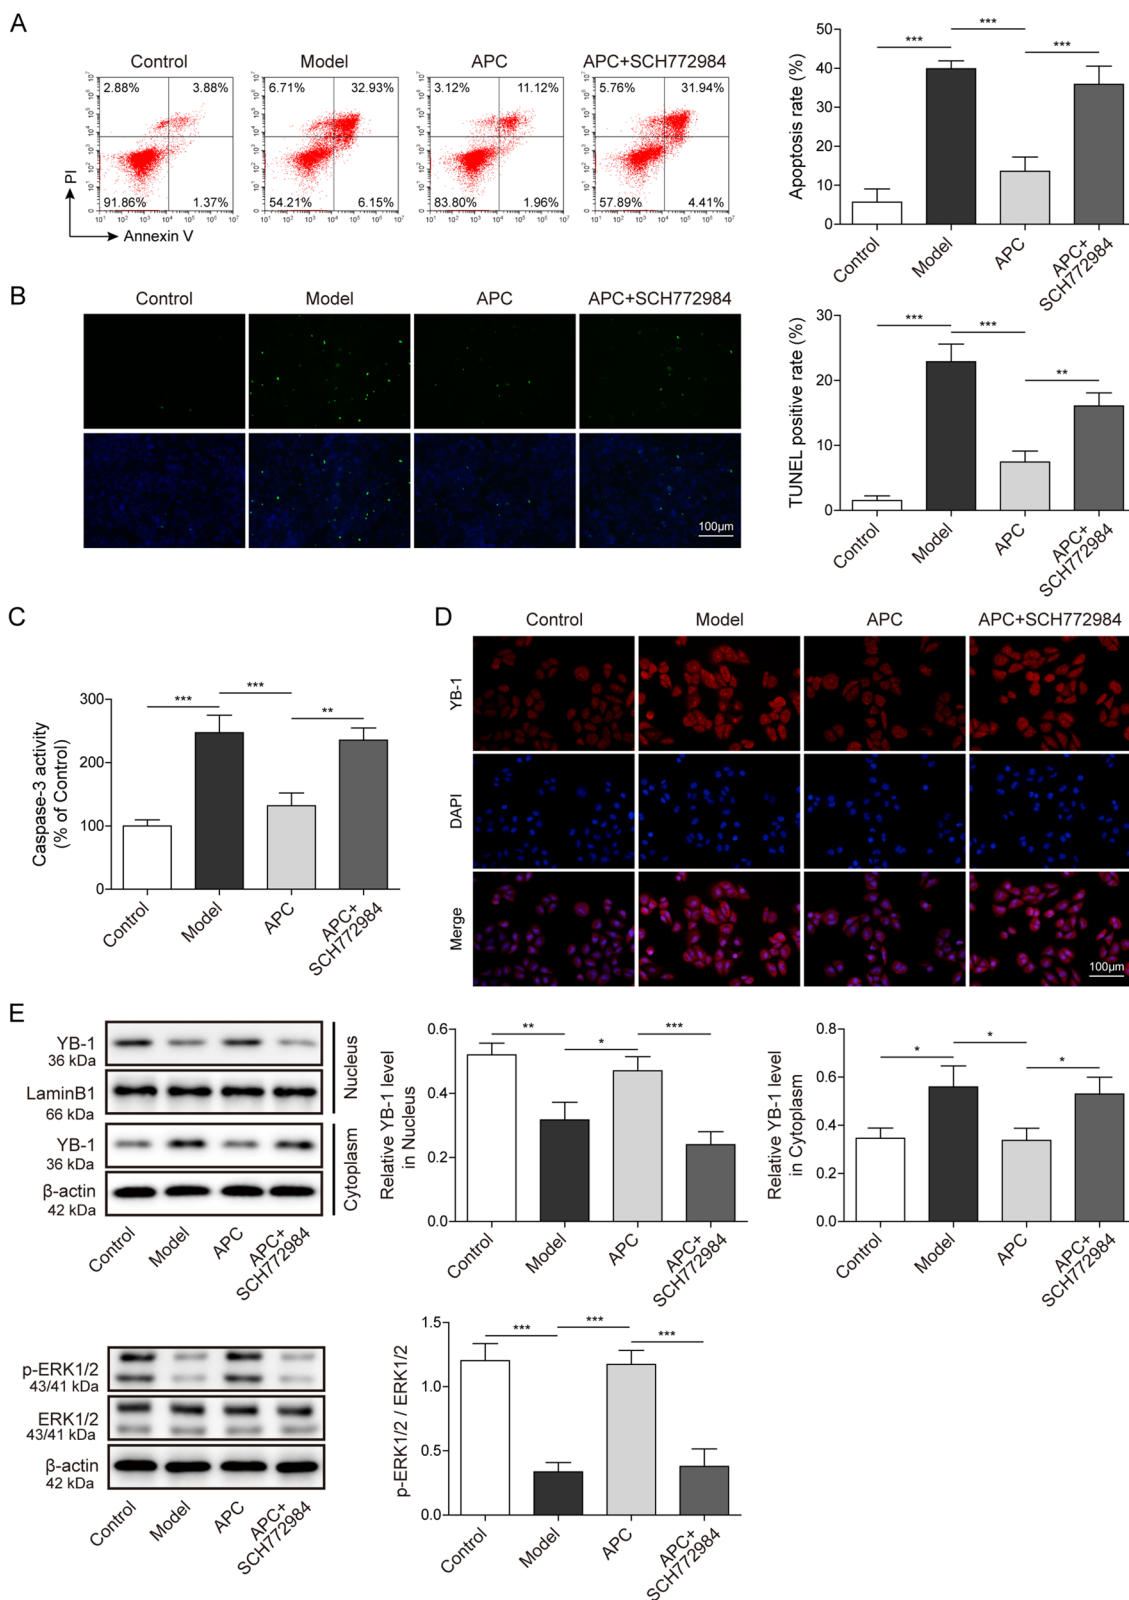 A
Control Model APC APC+SCH772984
2.88% 3.88% 6.71% 32.93% 3.12% 11.12% 5.76% 31.94%
91.86% 1.37% 54.21% 6.15% 83.80% 1.96% 57.89% 4.41%
PI
Annexin V
Apoptosis rate (%)
50
40
30
20
10
0
*** *** ***
Control Model APC APC+
SCH772984
B
Control Model APC APC+SCH772984
100μm
TUNEL positive rate (%)
30
20
10
0
*** *** **
Control Model APC APC+
SCH772984
C
Caspase-3 activity
(% of Control)
300
200
100
0
*** *** **
Control Model APC APC+
SCH772984
D
Control Model APC APC+SCH772984
YB-1
DAPI
Merge
100μm
E
YB-1
36 kDa
LaminB1
66 kDa
Nucleus
YB-1
36 kDa
β-actin
42 kDa
Cytoplasm
Control Model APC APC+
SCH772984
Relative YB-1 level
in Nucleus
0.6
0.4
0.2
0.0
** * ***
Control Model APC APC+
SCH772984
Relative YB-1 level
in Cytoplasm
0.8
0.6
0.4
0.2
0.0
* * *
Control Model APC APC+
SCH772984
p-ERK1/2
43/41 kDa
ERK1/2
43/41 kDa
β-actin
42 kDa
Control Model APC APC+
SCH772984
p-ERK1/2 / ERK1/2
1.5
1.0
0.5
0.0
*** *** ***
Control Model APC APC+
SCH772984